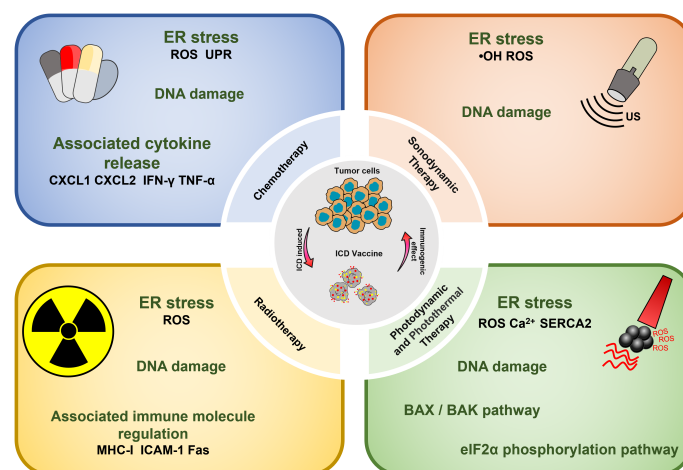 ER stress
ROS UPR
DNA damage
Associated cytokine
release
CXCL1 CXCL2 IFN-γ TNF-α
ER stress
•OH ROS
DNA damage
US
Chemotherapy
Sonodynamic
Therapy
Tumor cells
ICD induced
Immunogenic
effect
ICD Vaccine
Radiotherapy
Photodynamic
and Photothermal
Therapy
ER stress
ROS
DNA damage
Associated immune molecule
regulation
MHC-I ICAM-1 Fas
ER stress
ROS Ca²⁺ SERCA2
ROS
ROS
ROS
DNA damage
BAX / BAK pathway
eIF2α phosphorylation pathway